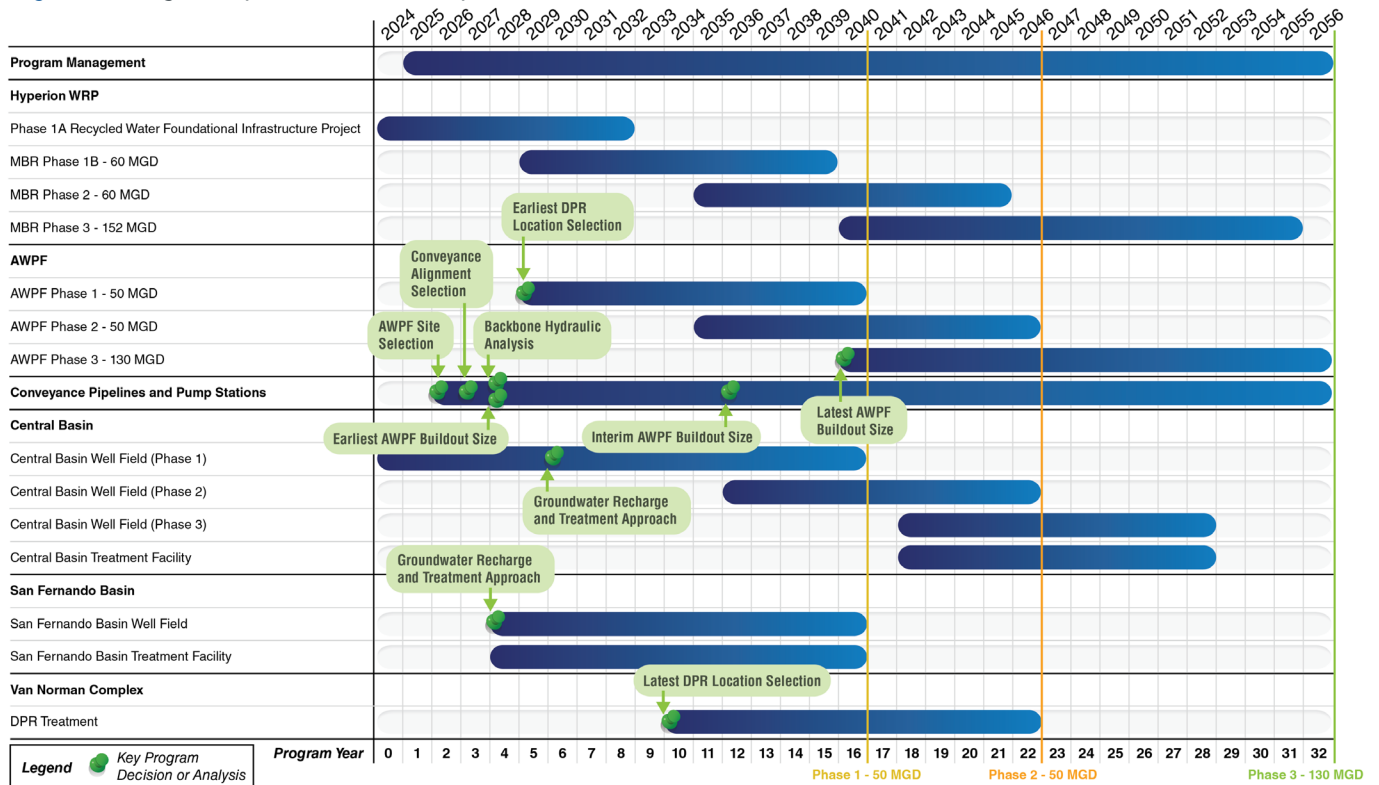 2024 2025 2026 2027 2028 2029 2030 2031 2032 2033 2034 2035 2036 2037 2038 2039 2040 2041 2042 2043 2044 2045 2046 2047 2048 2049 2050 2051 2052 2053 2054 2055 2056
Program Management
Hyperion WRP
Phase 1A Recycled Water Foundational Infrastructure Project
MBR Phase 1B - 60 MGD
MBR Phase 2 - 60 MGD
Earliest DPR
Location Selection
MBR Phase 3 - 152 MGD
AWPF
Conveyance
Alignment
Selection
AWPF Phase 1 - 50 MGD
AWPF Phase 2 - 50 MGD
AWPF Site
Selection
Backbone Hydraulic
Analysis
AWPF Phase 3 - 130 MGD
Conveyance Pipelines and Pump Stations
Latest AWPF
Buildout Size
Central Basin
Earliest AWPF Buildout Size
Interim AWPF Buildout Size
Central Basin Well Field (Phase 1)
Central Basin Well Field (Phase 2)
Groundwater Recharge
and Treatment Approach
Central Basin Well Field (Phase 3)
Central Basin Treatment Facility
Groundwater Recharge
and Treatment Approach
San Fernando Basin
San Fernando Basin Well Field
San Fernando Basin Treatment Facility
Latest DPR Location Selection
Van Norman Complex
DPR Treatment
Program Year 0 1 2 3 4 5 6 7 8 9 10 11 12 13 14 15 16 17 18 19 20 21 22 23 24 25 26 27 28 29 30 31 32
Legend
Key Program
Decision or Analysis
Phase 1 - 50 MGD
Phase 2 - 50 MGD
Phase 3 - 130 MGD